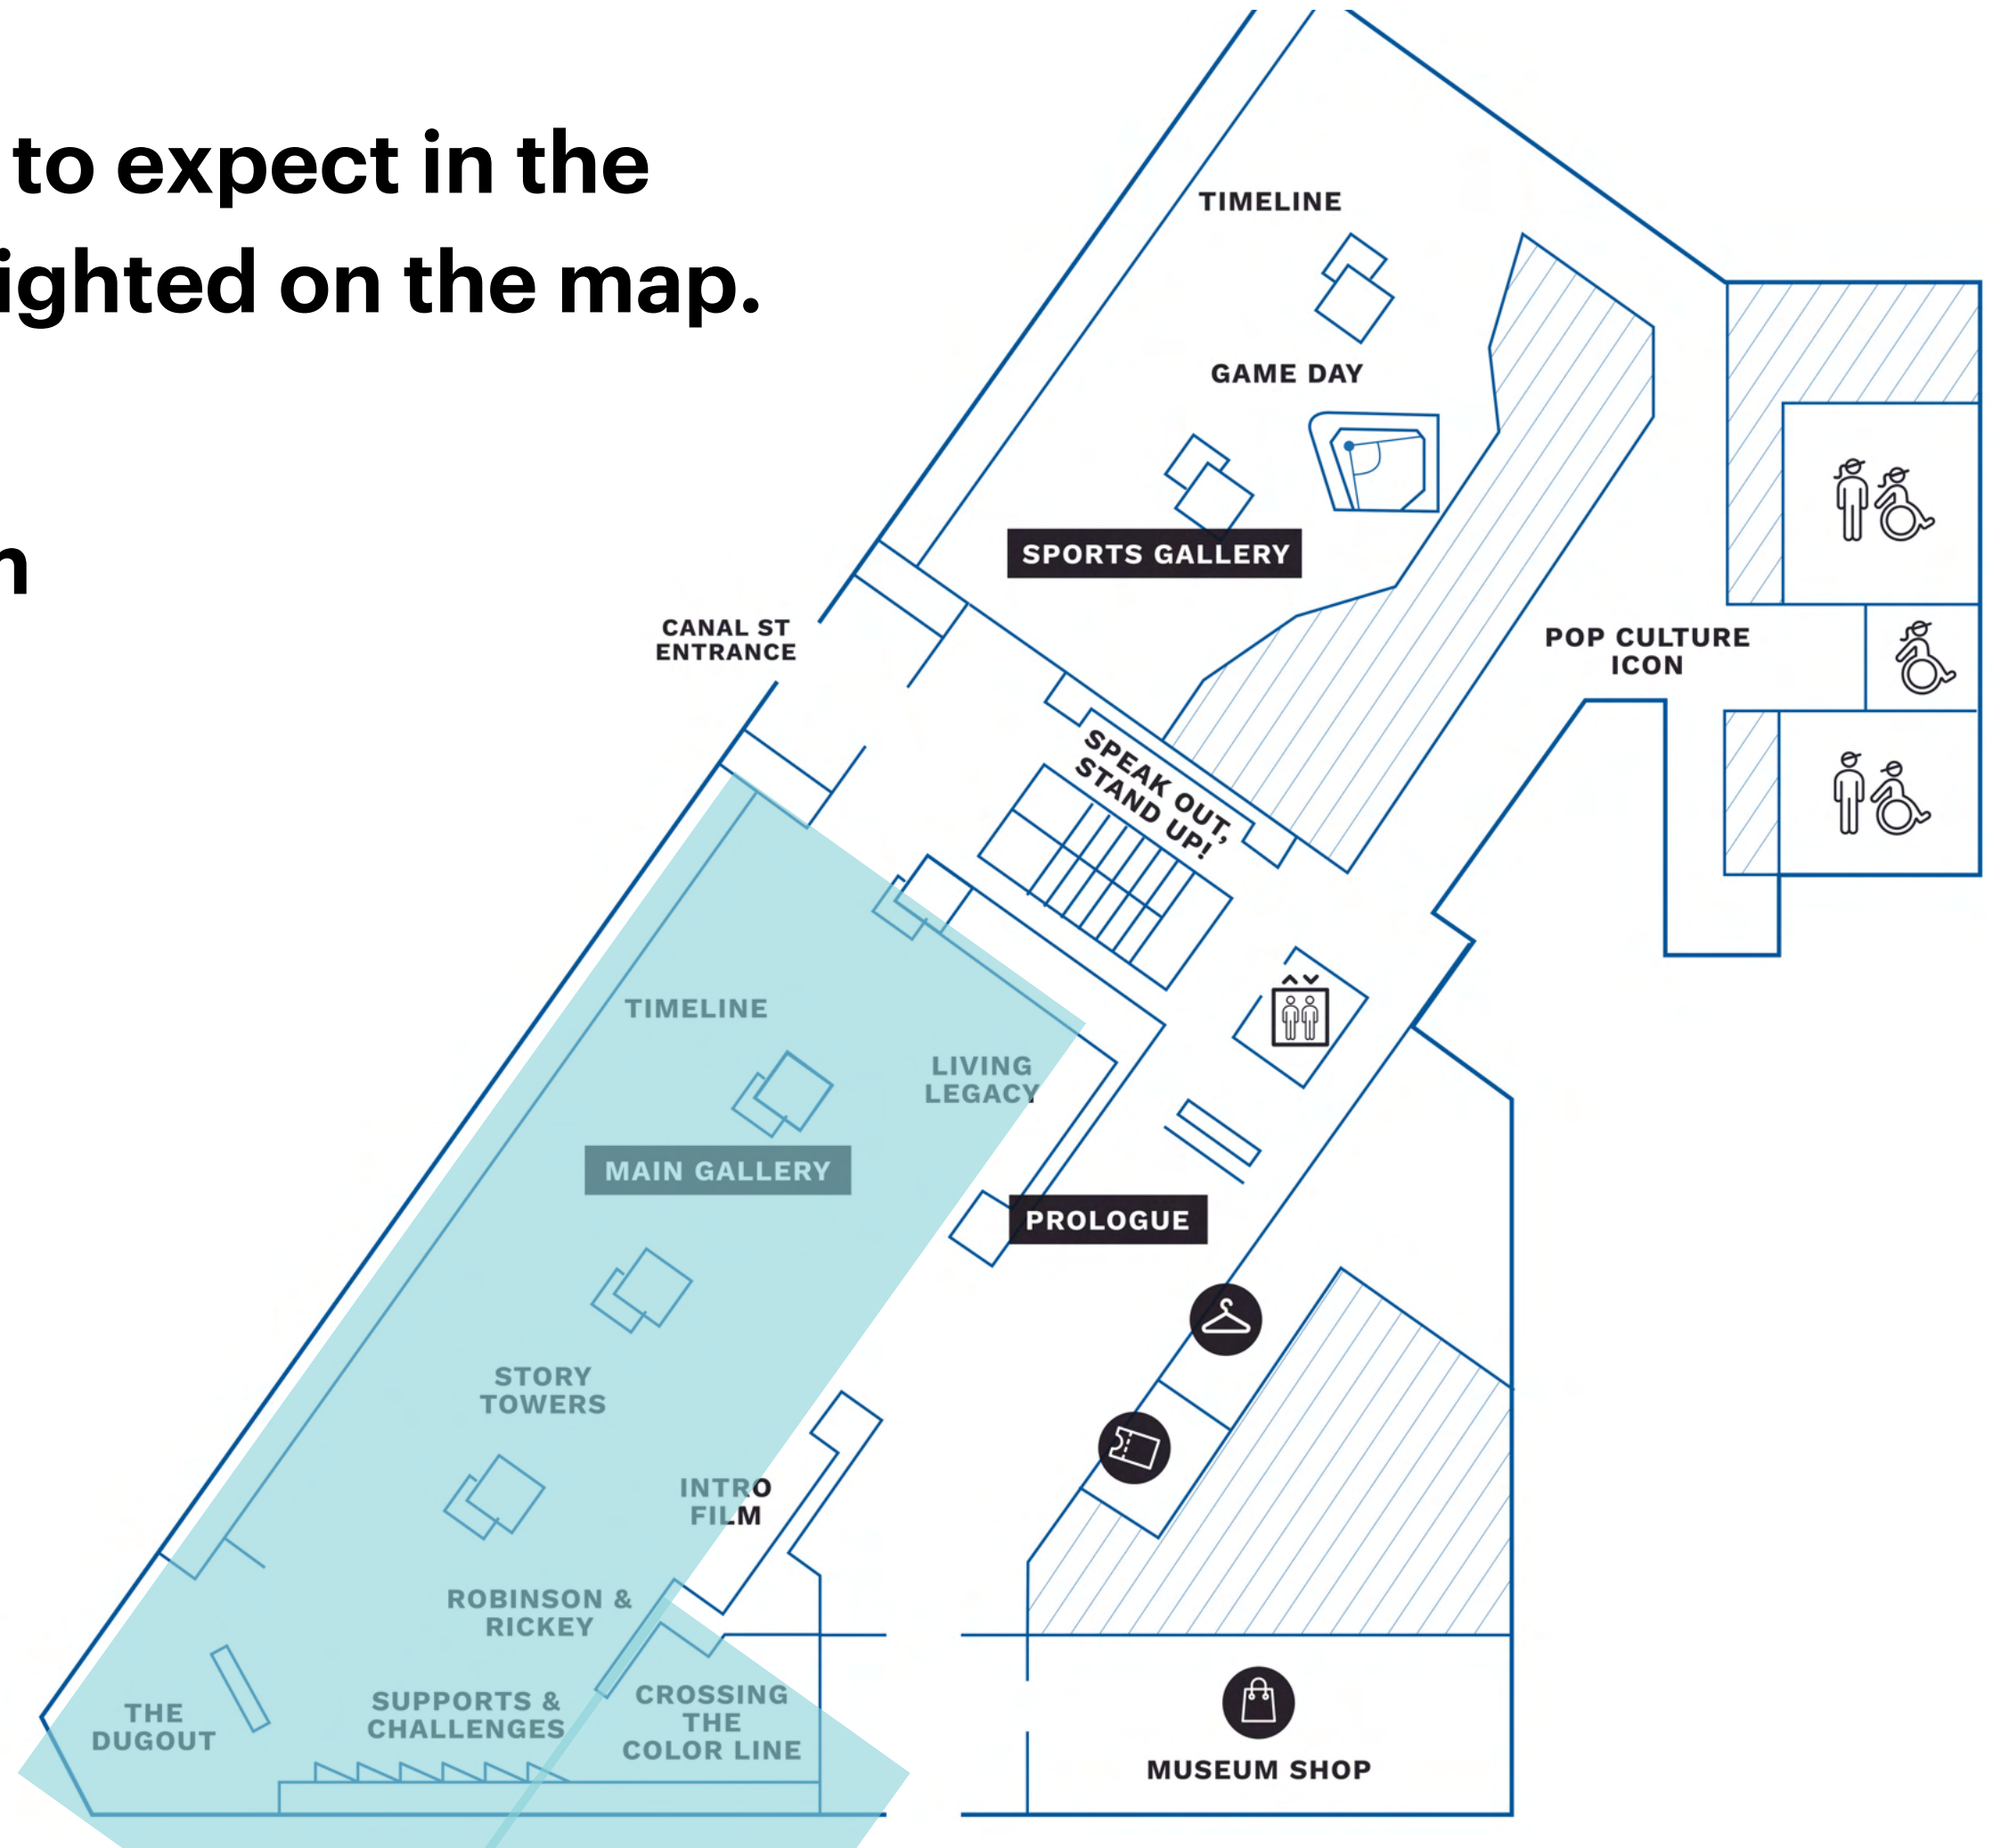 to expect in the
ighted on the map.
n
TIMELINE
GAME DAY
SPORTS GALLERY
CANAL ST
ENTRANCE
POP CULTURE
ICON
SPEAK OUT,
STAND UP!
TIMELINE
LIVING
LEGACY
MAIN GALLERY
PROLOGUE
STORY
TOWERS
INTRO
FILM
ROBINSON &
RICKEY
THE
DUGOUT
SUPPORTS &
CHALLENGES
CROSSING
THE
COLOR LINE
MUSEUM SHOP